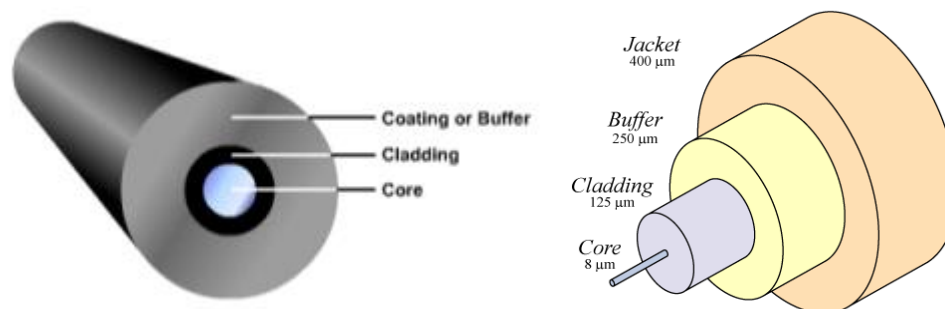 Coating or Buffer
Cladding
Core
Jacket
400 µm
Buffer
250 µm
Cladding
125 µm
Core
8 µm